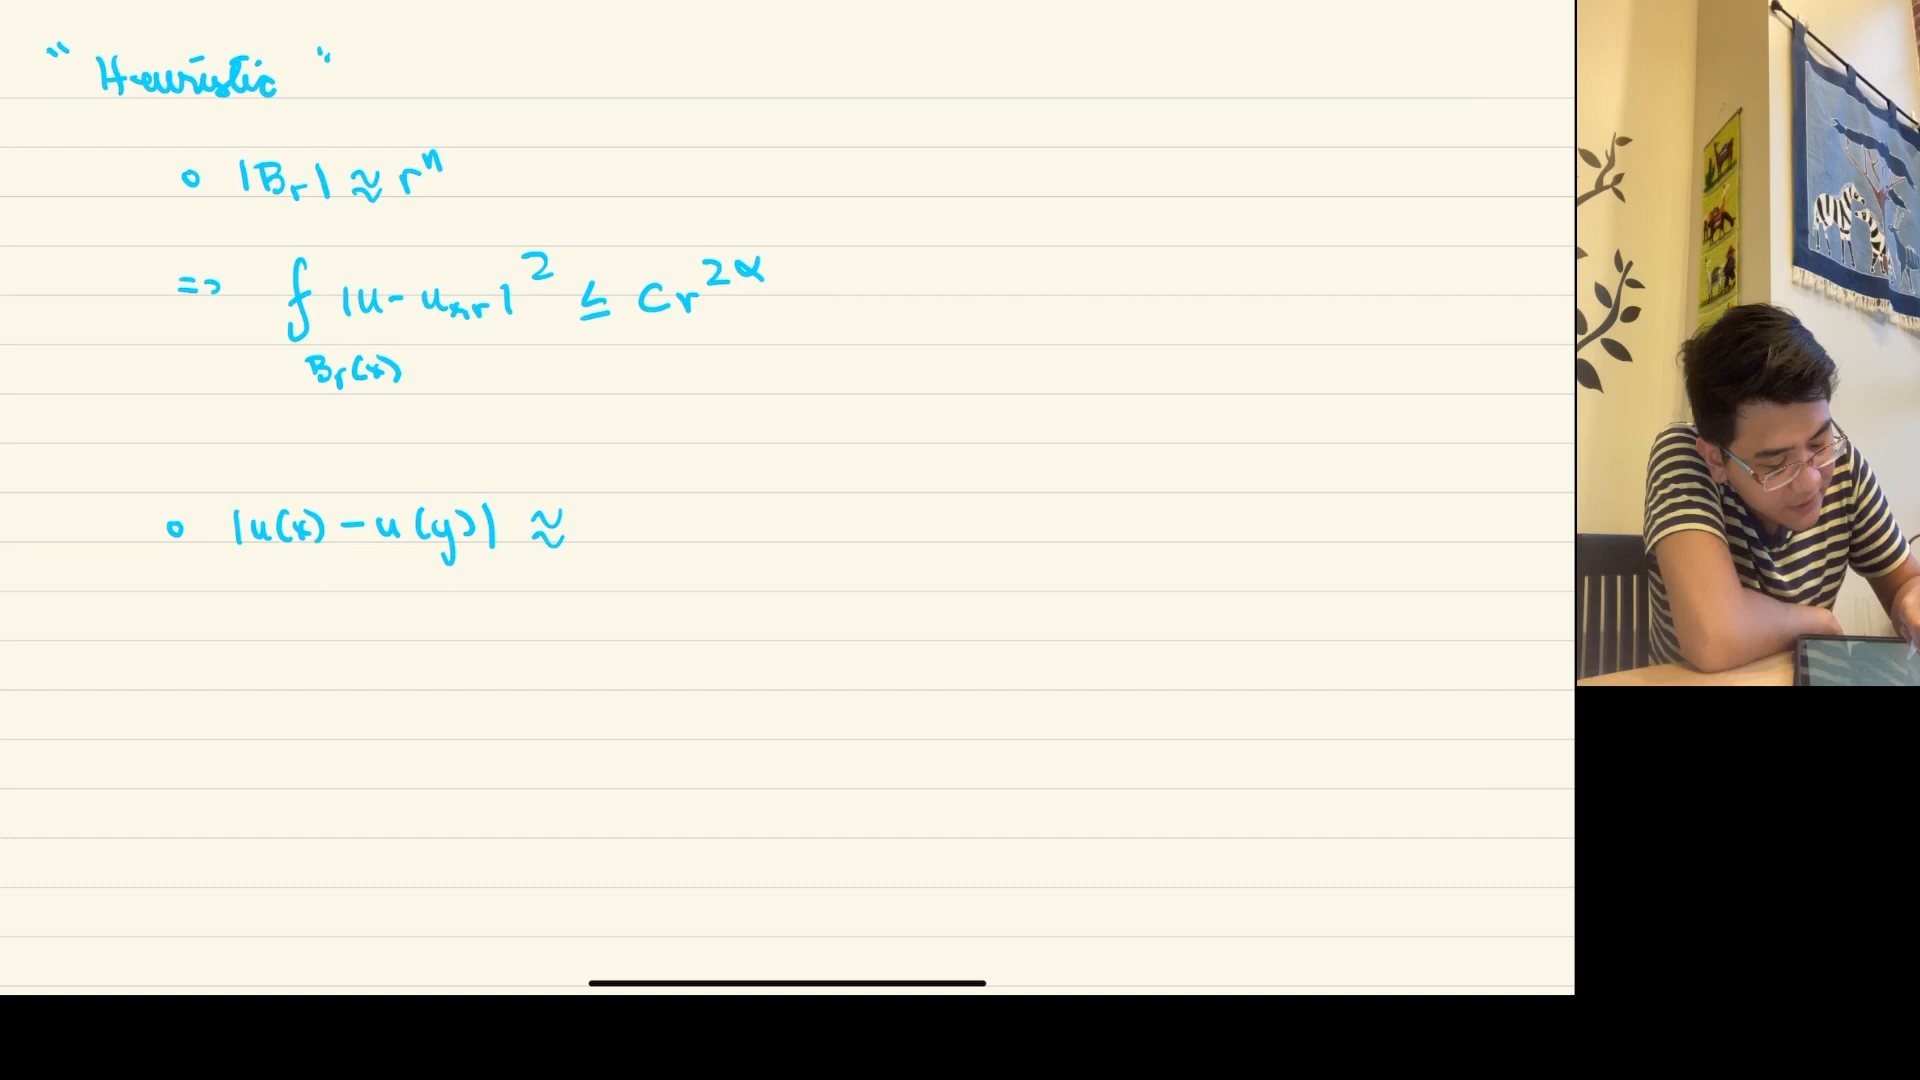 "Heuristic"
∘ |B_r| ≈ r^n
=> ⨍_{B_r(x)} |u - u_{x,r}|^2 ≤ C r^{2α}
∘ |u(x) - u(y)| ≈